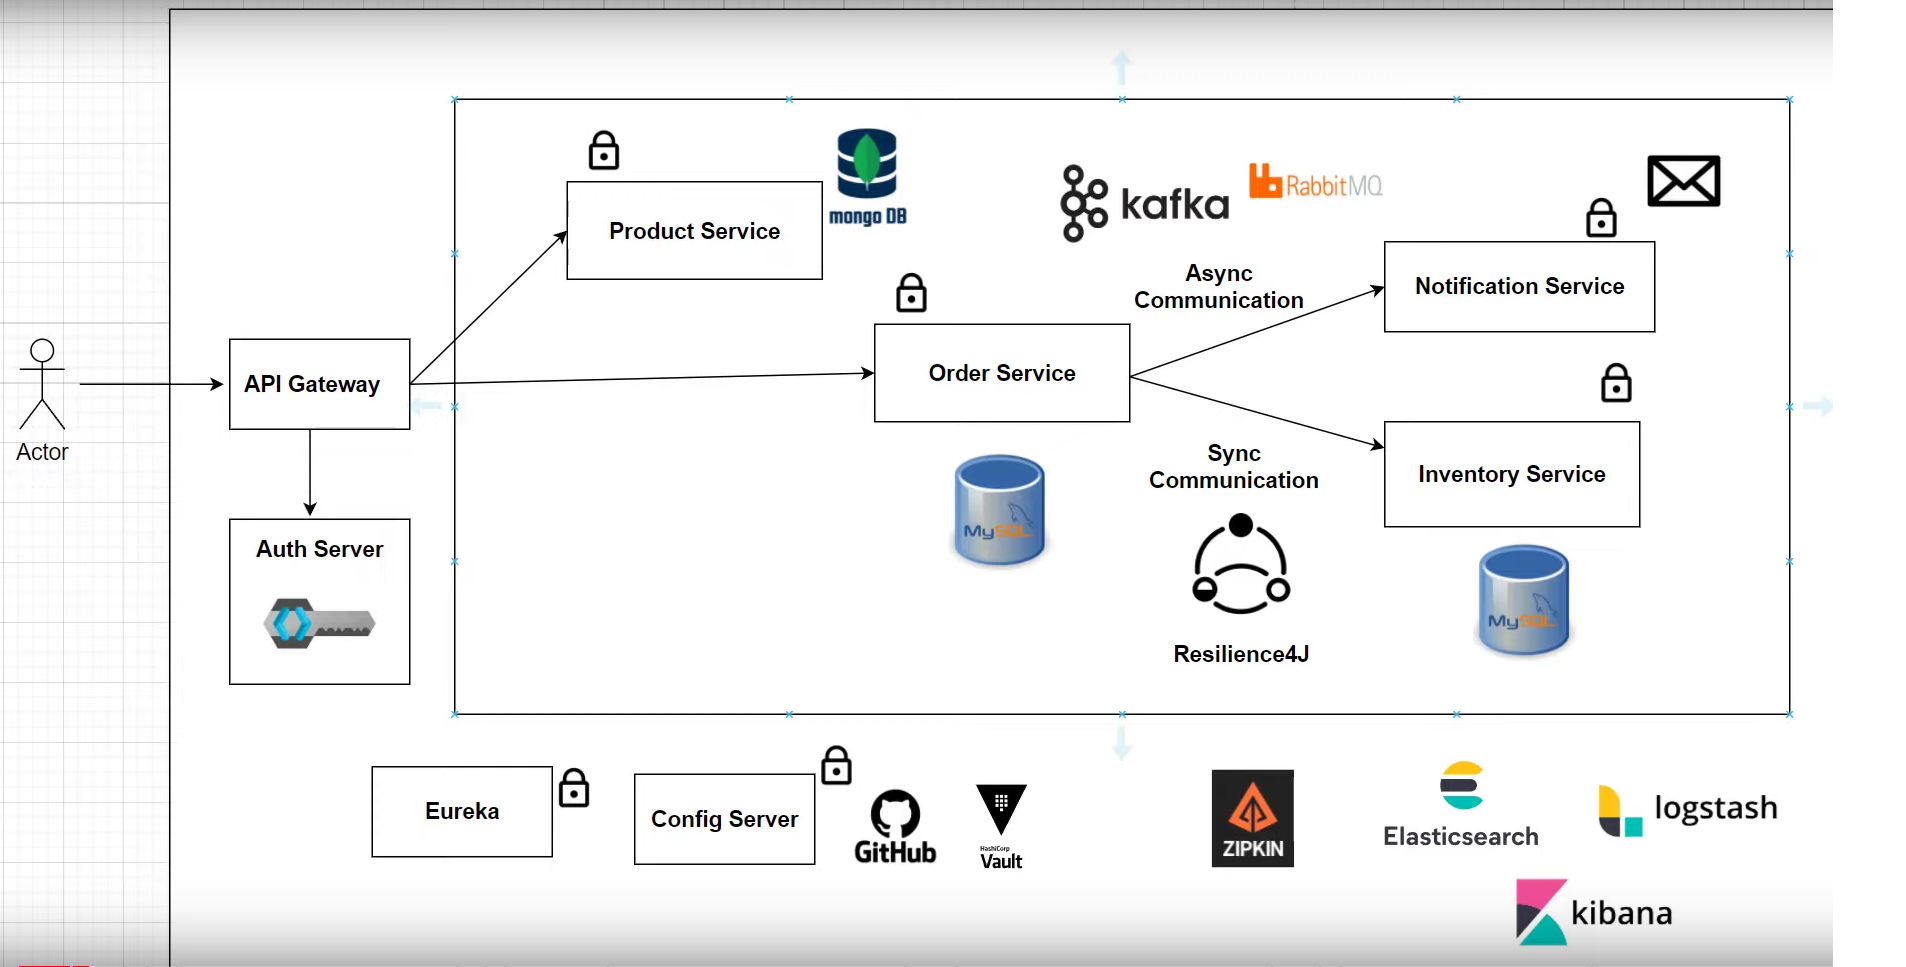 mongo DB
kafka
RabbitMQ
Product Service
Async
Communication
Notification Service
Order Service
API Gateway
Actor
Sync
Communication
Inventory Service
MySQL
Auth Server
MySQL
Resilience4J
Eureka
Config Server
GitHub
HashiCorp
Vault
ZIPKIN
Elasticsearch
logstash
kibana